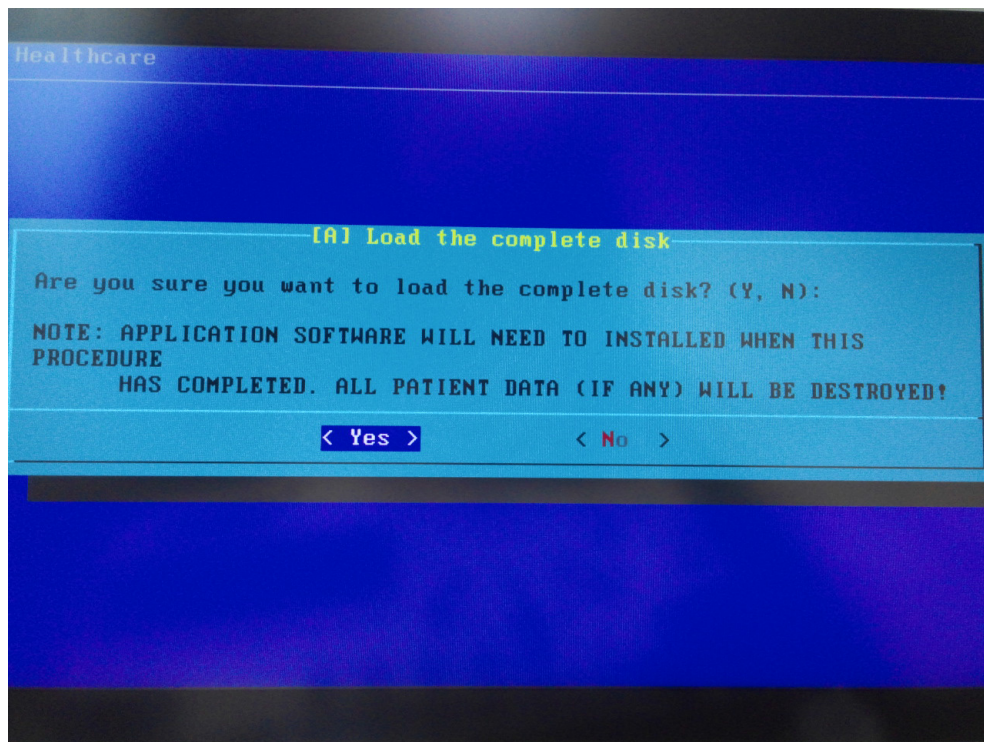 Healthcare
[A] Load the complete disk
Are you sure you want to load the complete disk? (Y, N):
NOTE: APPLICATION SOFTWARE WILL NEED TO INSTALLED WHEN THIS
PROCEDURE
HAS COMPLETED. ALL PATIENT DATA (IF ANY) WILL BE DESTROYED!
< Yes > < No >